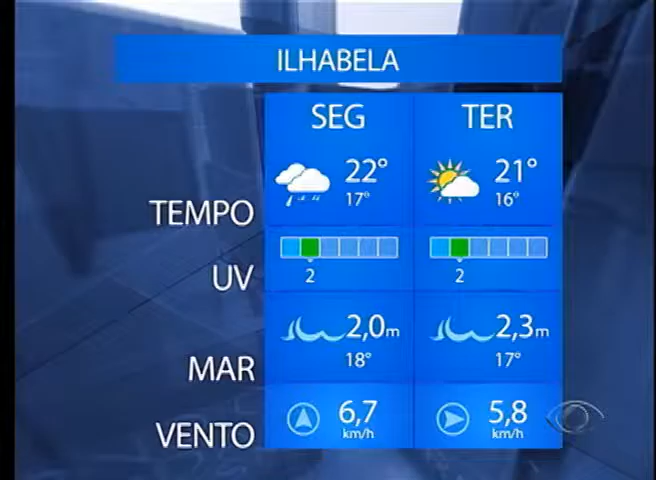 ILHABELA
SEG TER
TEMPO 22° 17° 21° 16°
UV 2 2
MAR 2,0m 18° 2,3m 17°
VENTO 6,7 km/h 5,8 km/h